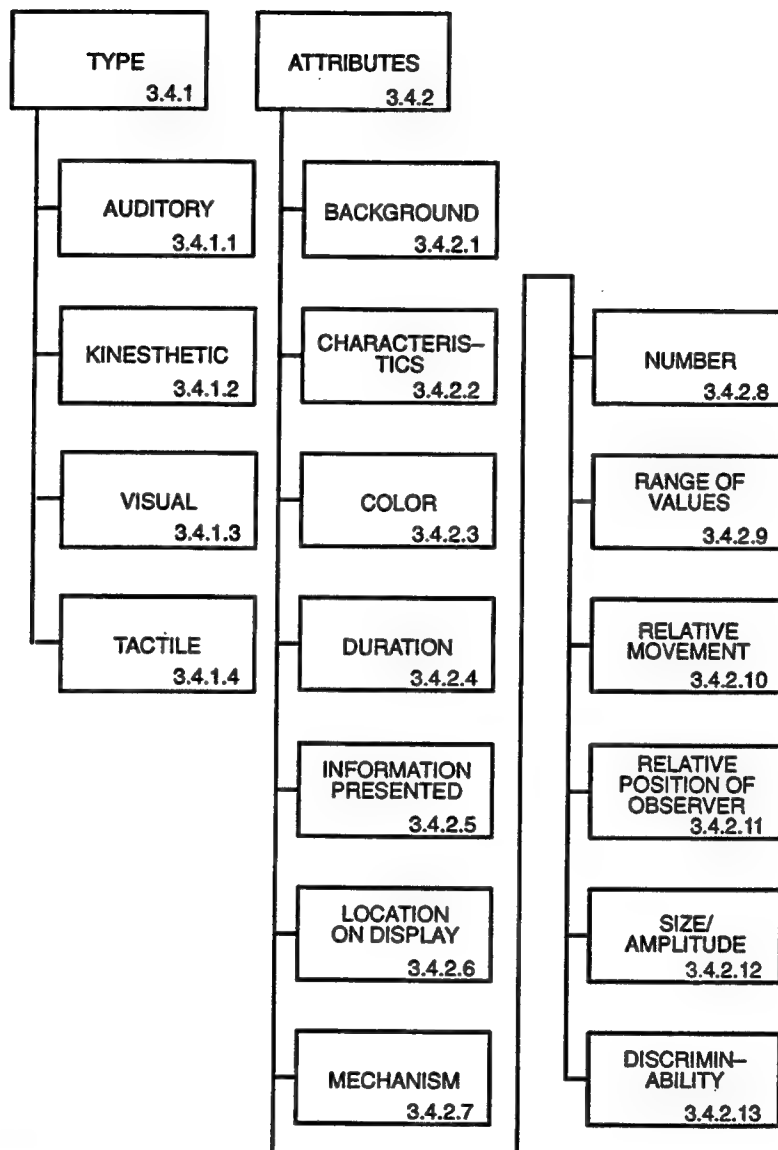 TYPE
3.4.1
AUDITORY
3.4.1.1
KINESTHETIC
3.4.1.2
VISUAL
3.4.1.3
TACTILE
3.4.1.4
ATTRIBUTES
3.4.2
BACKGROUND
3.4.2.1
CHARACTERIS–
TICS
3.4.2.2
COLOR
3.4.2.3
DURATION
3.4.2.4
INFORMATION
PRESENTED
3.4.2.5
LOCATION
ON DISPLAY
3.4.2.6
MECHANISM
3.4.2.7
NUMBER
3.4.2.8
RANGE OF
VALUES
3.4.2.9
RELATIVE
MOVEMENT
3.4.2.10
RELATIVE
POSITION OF
OBSERVER
3.4.2.11
SIZE/
AMPLITUDE
3.4.2.12
DISCRIMIN–
ABILITY
3.4.2.13